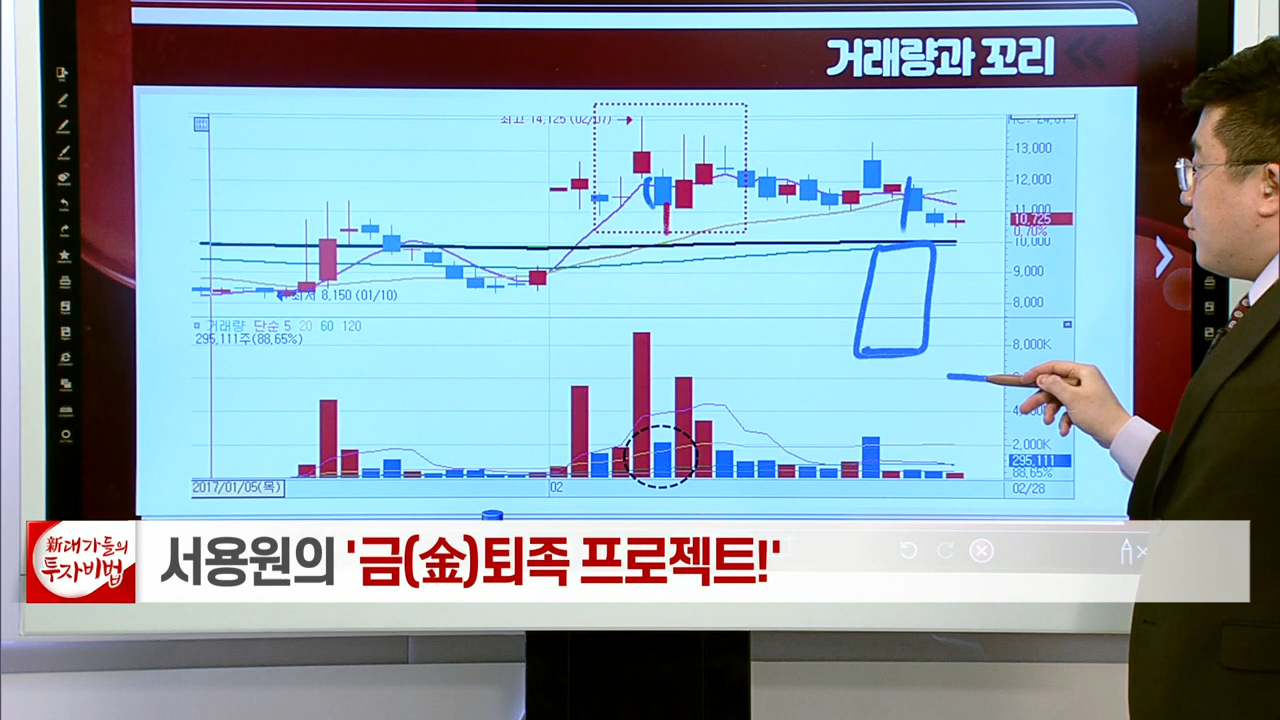 거래량과 꼬리
최고 14,125 (02/07)
13,000
12,000
11,000
10,725
0.70%
10,000
9,000
8,000
최저 8,150 (01/10)
거래량 단순 5 20 60 120
295,111주(88,65%)
8,000K
2,000K
295,111
88,65%
2017/01/05(목)
02
02/28
新대가들의
투자비법
서용원의 '금(金)퇴족 프로젝트!'